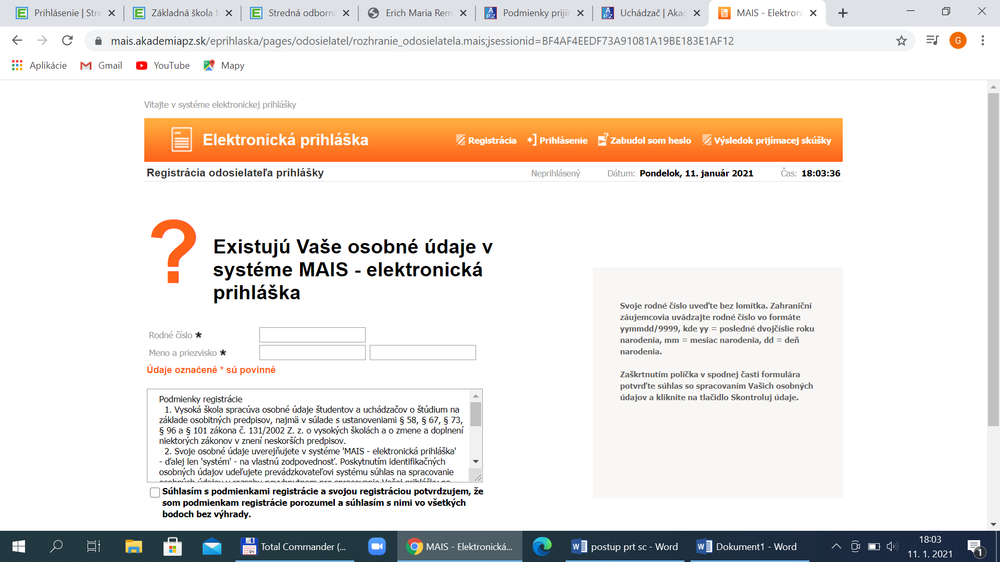 Prihlásenie | Stre
Základná škola M
Stredná odborná
Erich Maria Rem
Podmienky prijír
Uchádzač | Akad
MAIS - Elektroni
mais.akademiapz.sk/eprihlaska/pages/odosielatel/rozhranie_odosielatela.mais;jsessionid=BF4AF4EEDF73A91081A19BE183E1AF12
G
Aplikácie
Gmail
YouTube
Mapy
Vitajte v systéme elektronickej prihlášky
Elektronická prihláška
Registrácia
Prihlásenie
Zabudol som heslo
Výsledok prijímacej skúšky
Registrácia odosielateľa prihlášky
Neprihlásený
Dátum: Pondelok, 11. január 2021
Čas: 18:03:36
?
Existujú Vaše osobné údaje v
systéme MAIS - elektronická
prihláška
Rodné číslo *
Meno a priezvisko *
Údaje označené * sú povinné
Podmienky registrácie
1. Vysoká škola spracúva osobné údaje študentov a uchádzačov o štúdium na
základe osobitných predpisov, najmä v súlade s ustanoveniami § 58, § 67, § 73,
§ 96 a § 101 zákona č. 131/2002 Z. z. o vysokých školách a o zmene a doplnení
niektorých zákonov v znení neskorších predpisov.
2. Svoje osobné údaje uverejňujete v systéme 'MAIS - elektronická prihláška'
- ďalej len 'systém' - na vlastnú zodpovednosť. Poskytnutím identifikačných
osobných údajov udeľujete prevádzkovateľovi systému súhlas na spracovanie
Súhlasím s podmienkami registrácie a svojou registráciou potvrdzujem, že
som podmienkam registrácie porozumel a súhlasím s nimi vo všetkých
bodoch bez výhrady.
Svoje rodné číslo uveďte bez lomítka. Zahraniční
záujemcovia uvádzajte rodné číslo vo formáte
yymmdd/9999, kde yy = posledné dvojčíslie roku
narodenia, mm = mesiac narodenia, dd = deň
narodenia.
Zaškrtnutím políčka v spodnej časti formulára
potvrďte súhlas so spracovaním Vašich osobných
údajov a kliknite na tlačidlo Skontroluj údaje.
Total Commander (...
MAIS - Elektronická...
postup prt sc - Word
Dokument1 - Word
18:03
11. 1. 2021
1